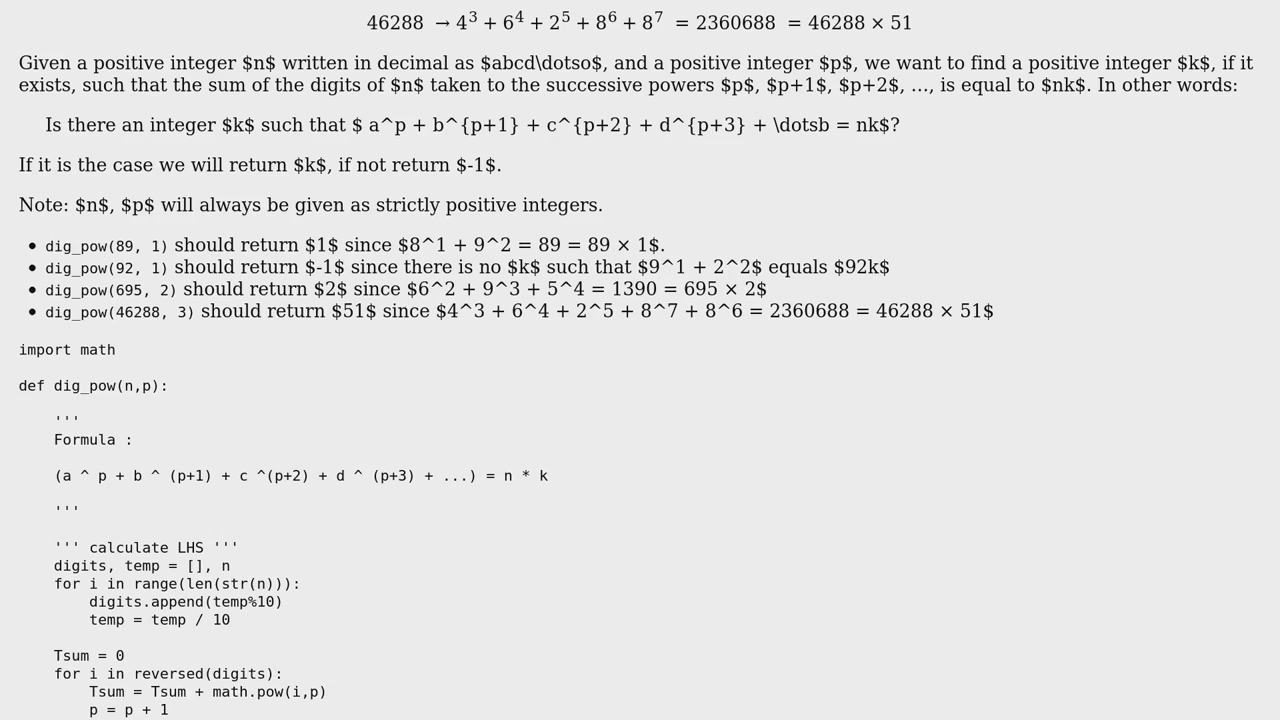 46288 → 4³ + 6⁴ + 2⁵ + 8⁶ + 8⁷ = 2360688 = 46288 × 51
Given a positive integer $n$ written in decimal as $abcd\dotso$, and a positive integer $p$, we want to find a positive integer $k$, if it
exists, such that the sum of the digits of $n$ taken to the successive powers $p$, $p+1$, $p+2$, ..., is equal to $nk$. In other words:
Is there an integer $k$ such that $ a^p + b^{p+1} + c^{p+2} + d^{p+3} + \dotsb = nk$?
If it is the case we will return $k$, if not return $-1$.
Note: $n$, $p$ will always be given as strictly positive integers.
• dig_pow(89, 1) should return $1$ since $8^1 + 9^2 = 89 = 89 × 1$.
• dig_pow(92, 1) should return $-1$ since there is no $k$ such that $9^1 + 2^2$ equals $92k$
• dig_pow(695, 2) should return $2$ since $6^2 + 9^3 + 5^4 = 1390 = 695 × 2$
• dig_pow(46288, 3) should return $51$ since $4^3 + 6^4 + 2^5 + 8^7 + 8^6 = 2360688 = 46288 × 51$
import math
def dig_pow(n,p):
'''
Formula :
(a ^ p + b ^ (p+1) + c ^(p+2) + d ^ (p+3) + ...) = n * k
'''
''' calculate LHS '''
digits, temp = [], n
for i in range(len(str(n))):
digits.append(temp%10)
temp = temp / 10
Tsum = 0
for i in reversed(digits):
Tsum = Tsum + math.pow(i,p)
p = p + 1